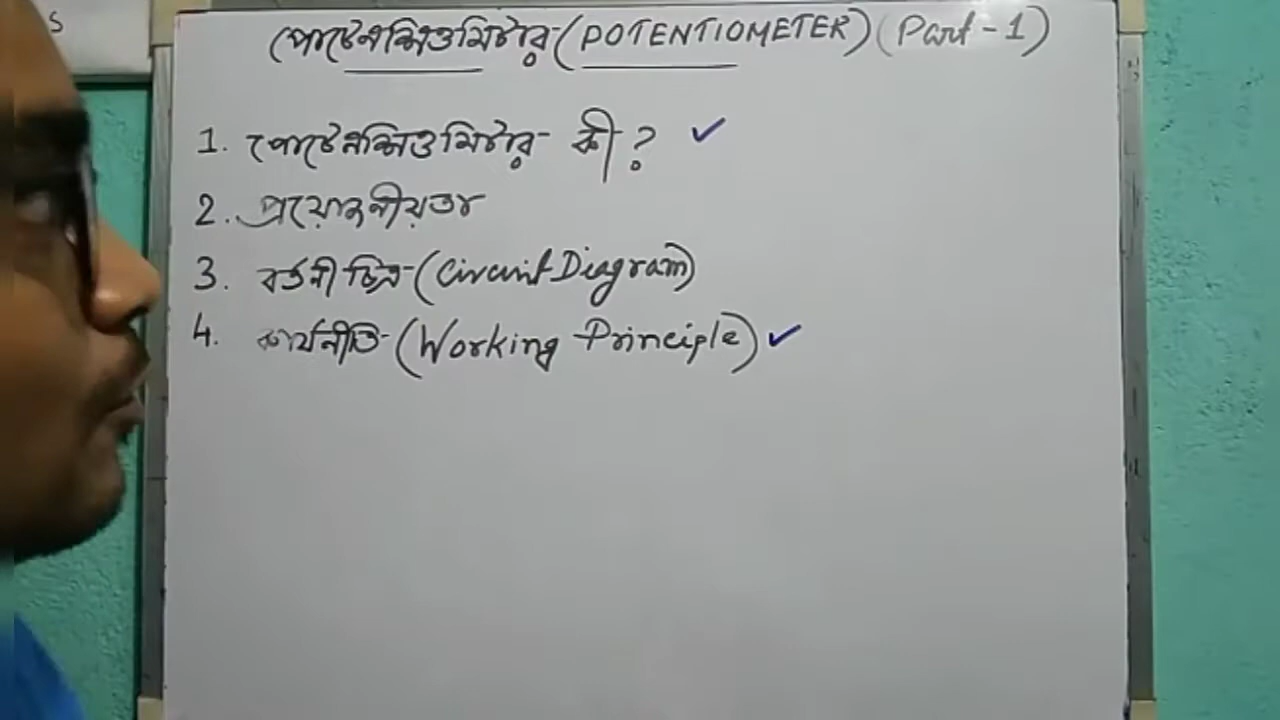 S
পোটেনশিওমিটার (POTENTIOMETER) (Part - 1)
1. পোটেনশিওমিটার কী? ✓
2. প্রয়োজনীয়তা
3. বর্তনী চিত্র (Circuit Diagram)
4. কার্যনীতি (Working Principle) ✓